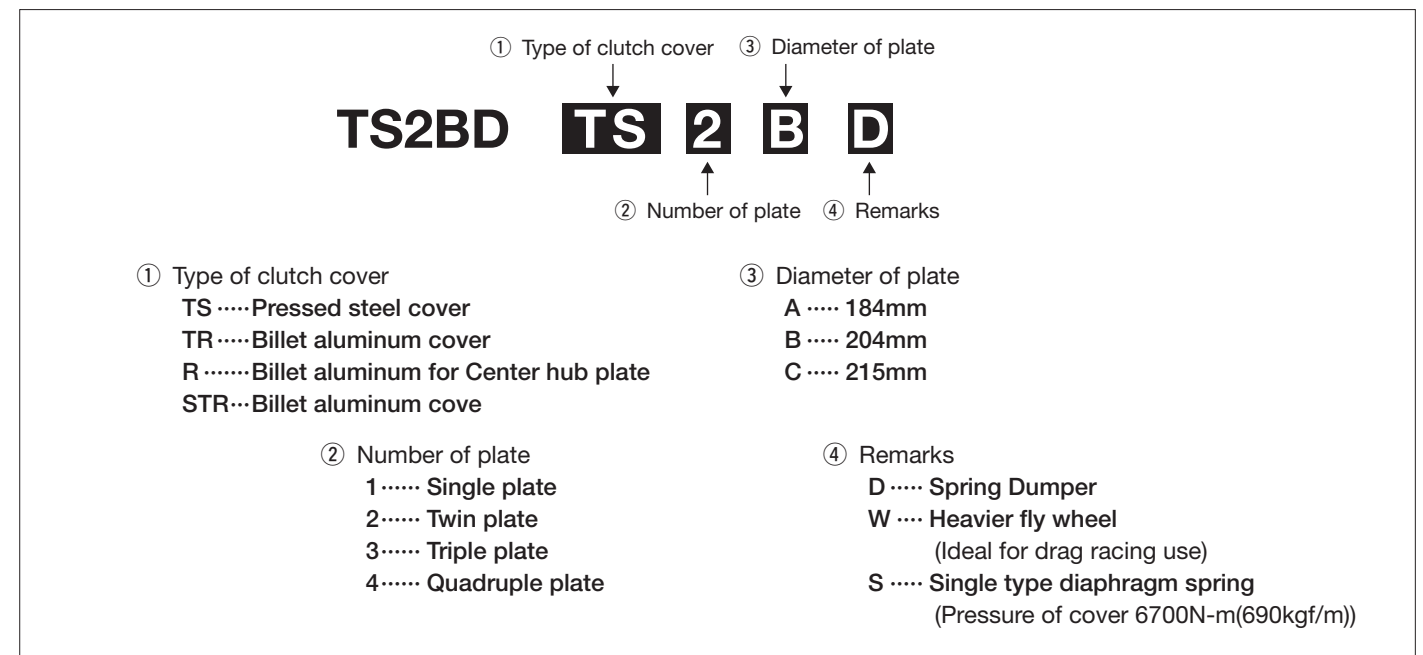 ① Type of clutch cover ③ Diameter of plate
TS2BD TS 2 B D
② Number of plate ④ Remarks
① Type of clutch cover
TS ·····Pressed steel cover
TR ·····Billet aluminum cover
R ·······Billet aluminum for Center hub plate
STR···Billet aluminum cove
③ Diameter of plate
A ····· 184mm
B ····· 204mm
C ····· 215mm
② Number of plate
1 ······ Single plate
2 ······ Twin plate
3 ······ Triple plate
4 ······ Quadruple plate
④ Remarks
D ····· Spring Dumper
W ···· Heavier fly wheel
(Ideal for drag racing use)
S ····· Single type diaphragm spring
(Pressure of cover 6700N-m(690kgf/m))